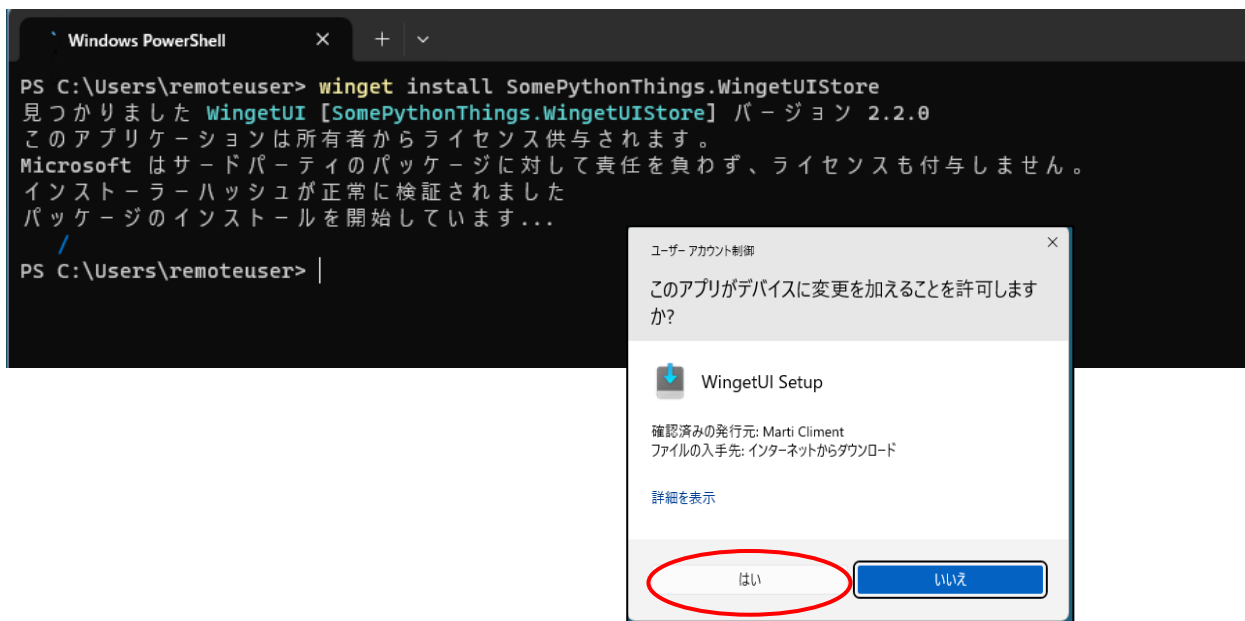 Windows PowerShell
PS C:\Users\remoteuser> winget install SomePythonThings.WingetUIStore
見つかりました WingetUI [SomePythonThings.WingetUIStore] バージョン 2.2.0
このアプリケーションは所有者からライセンス供与されます。
Microsoft はサードパーティのパッケージに対して責任を負わず、ライセンスも付与しません。
インストーラーハッシュが正常に検証されました
パッケージのインストールを開始しています...
/
PS C:\Users\remoteuser>
ユーザー アカウント制御
このアプリがデバイスに変更を加えることを許可します
か?
WingetUI Setup
確認済みの発行元: Marti Climent
ファイルの入手先: インターネットからダウンロード
詳細を表示
はい
いいえ